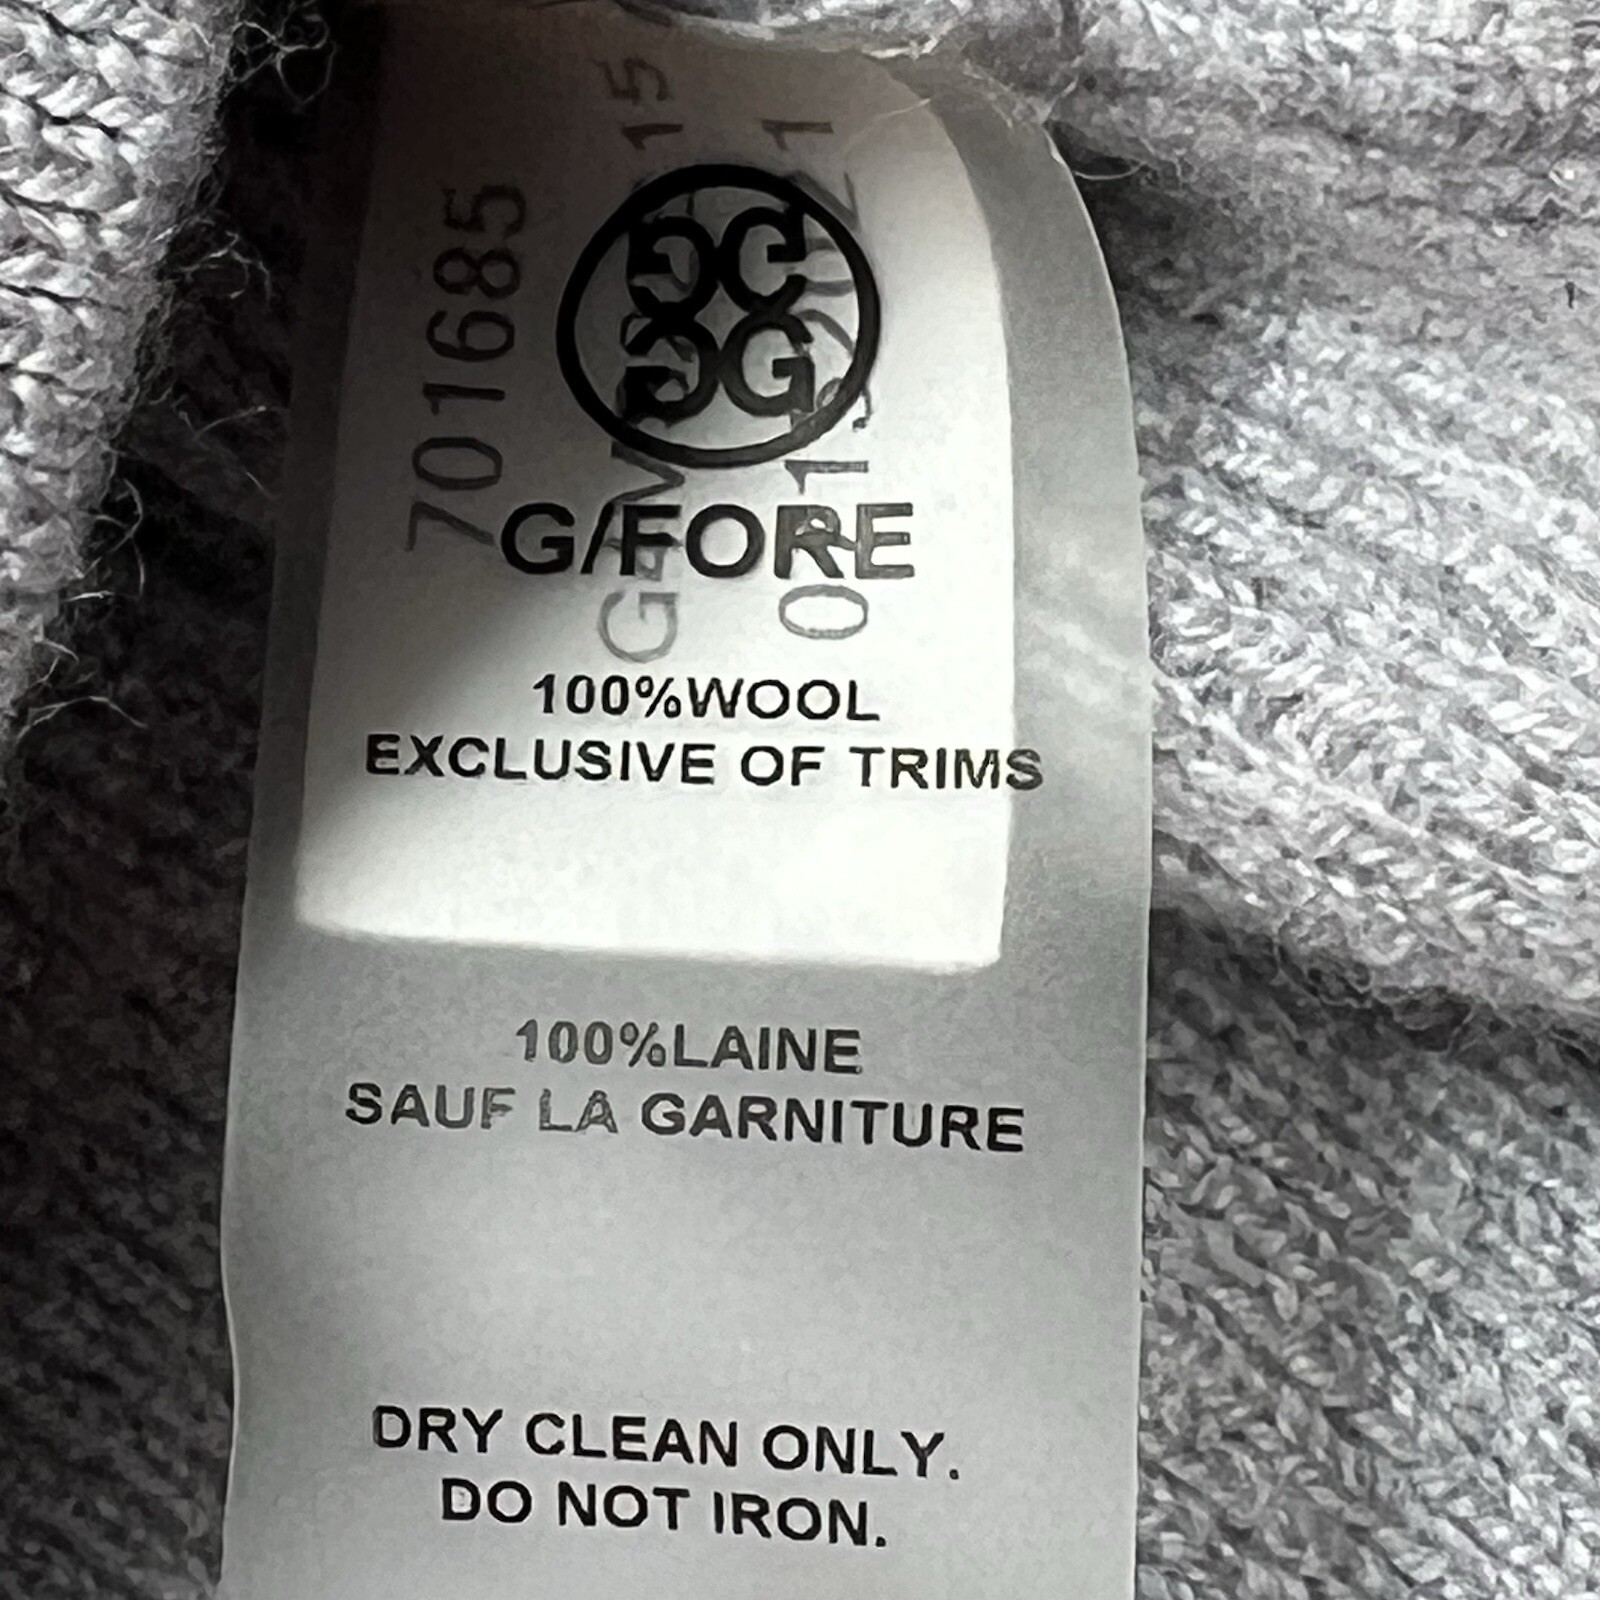 701685
G/FORE
100%WOOL
EXCLUSIVE OF TRIMS
100%LAINE
SAUF LA GARNITURE
DRY CLEAN ONLY.
DO NOT IRON.